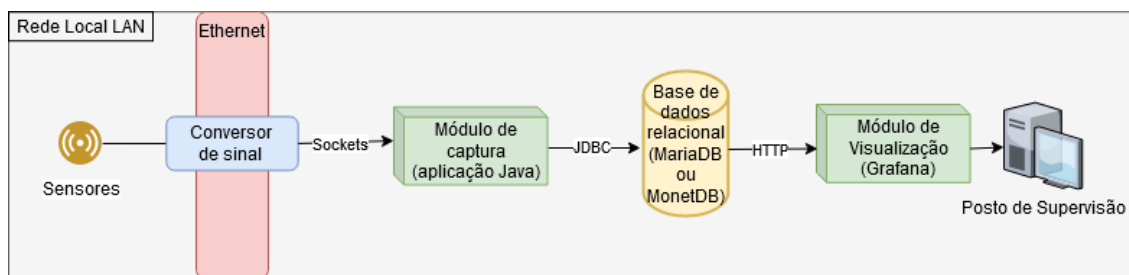 Rede Local LAN
Ethernet
Sensores
Conversor
de sinal
Sockets
Módulo de
captura
(aplicação Java)
JDBC
Base de
dados
relacional
(MariaDB
ou
MonetDB)
HTTP
Módulo de
Visualização
(Grafana)
Posto de Supervisão